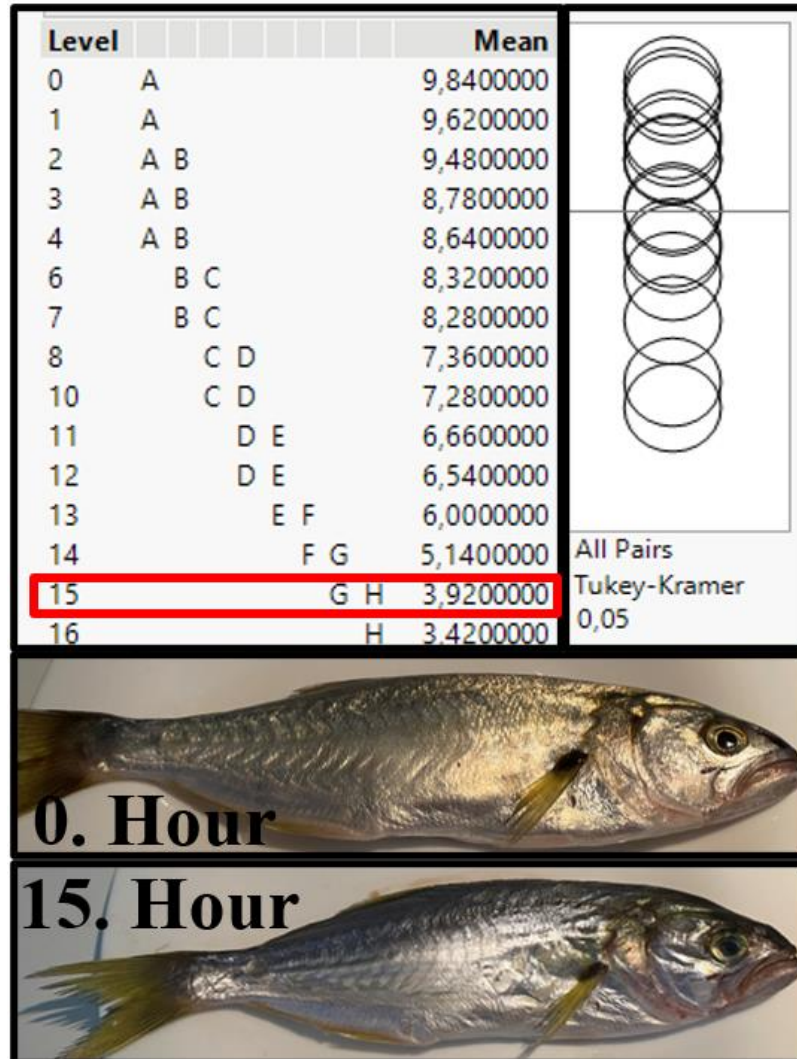 Level Mean
0 A 9,8400000
1 A 9,6200000
2 A B 9,4800000
3 A B 8,7800000
4 A B 8,6400000
6 B C 8,3200000
7 B C 8,2800000
8 C D 7,3600000
10 C D 7,2800000
11 D E 6,6600000
12 D E 6,5400000
13 E F 6,0000000
14 F G 5,1400000
15 G H 3,9200000
16 H 3,4200000
All Pairs
Tukey-Kramer
0,05
0. Hour
15. Hour